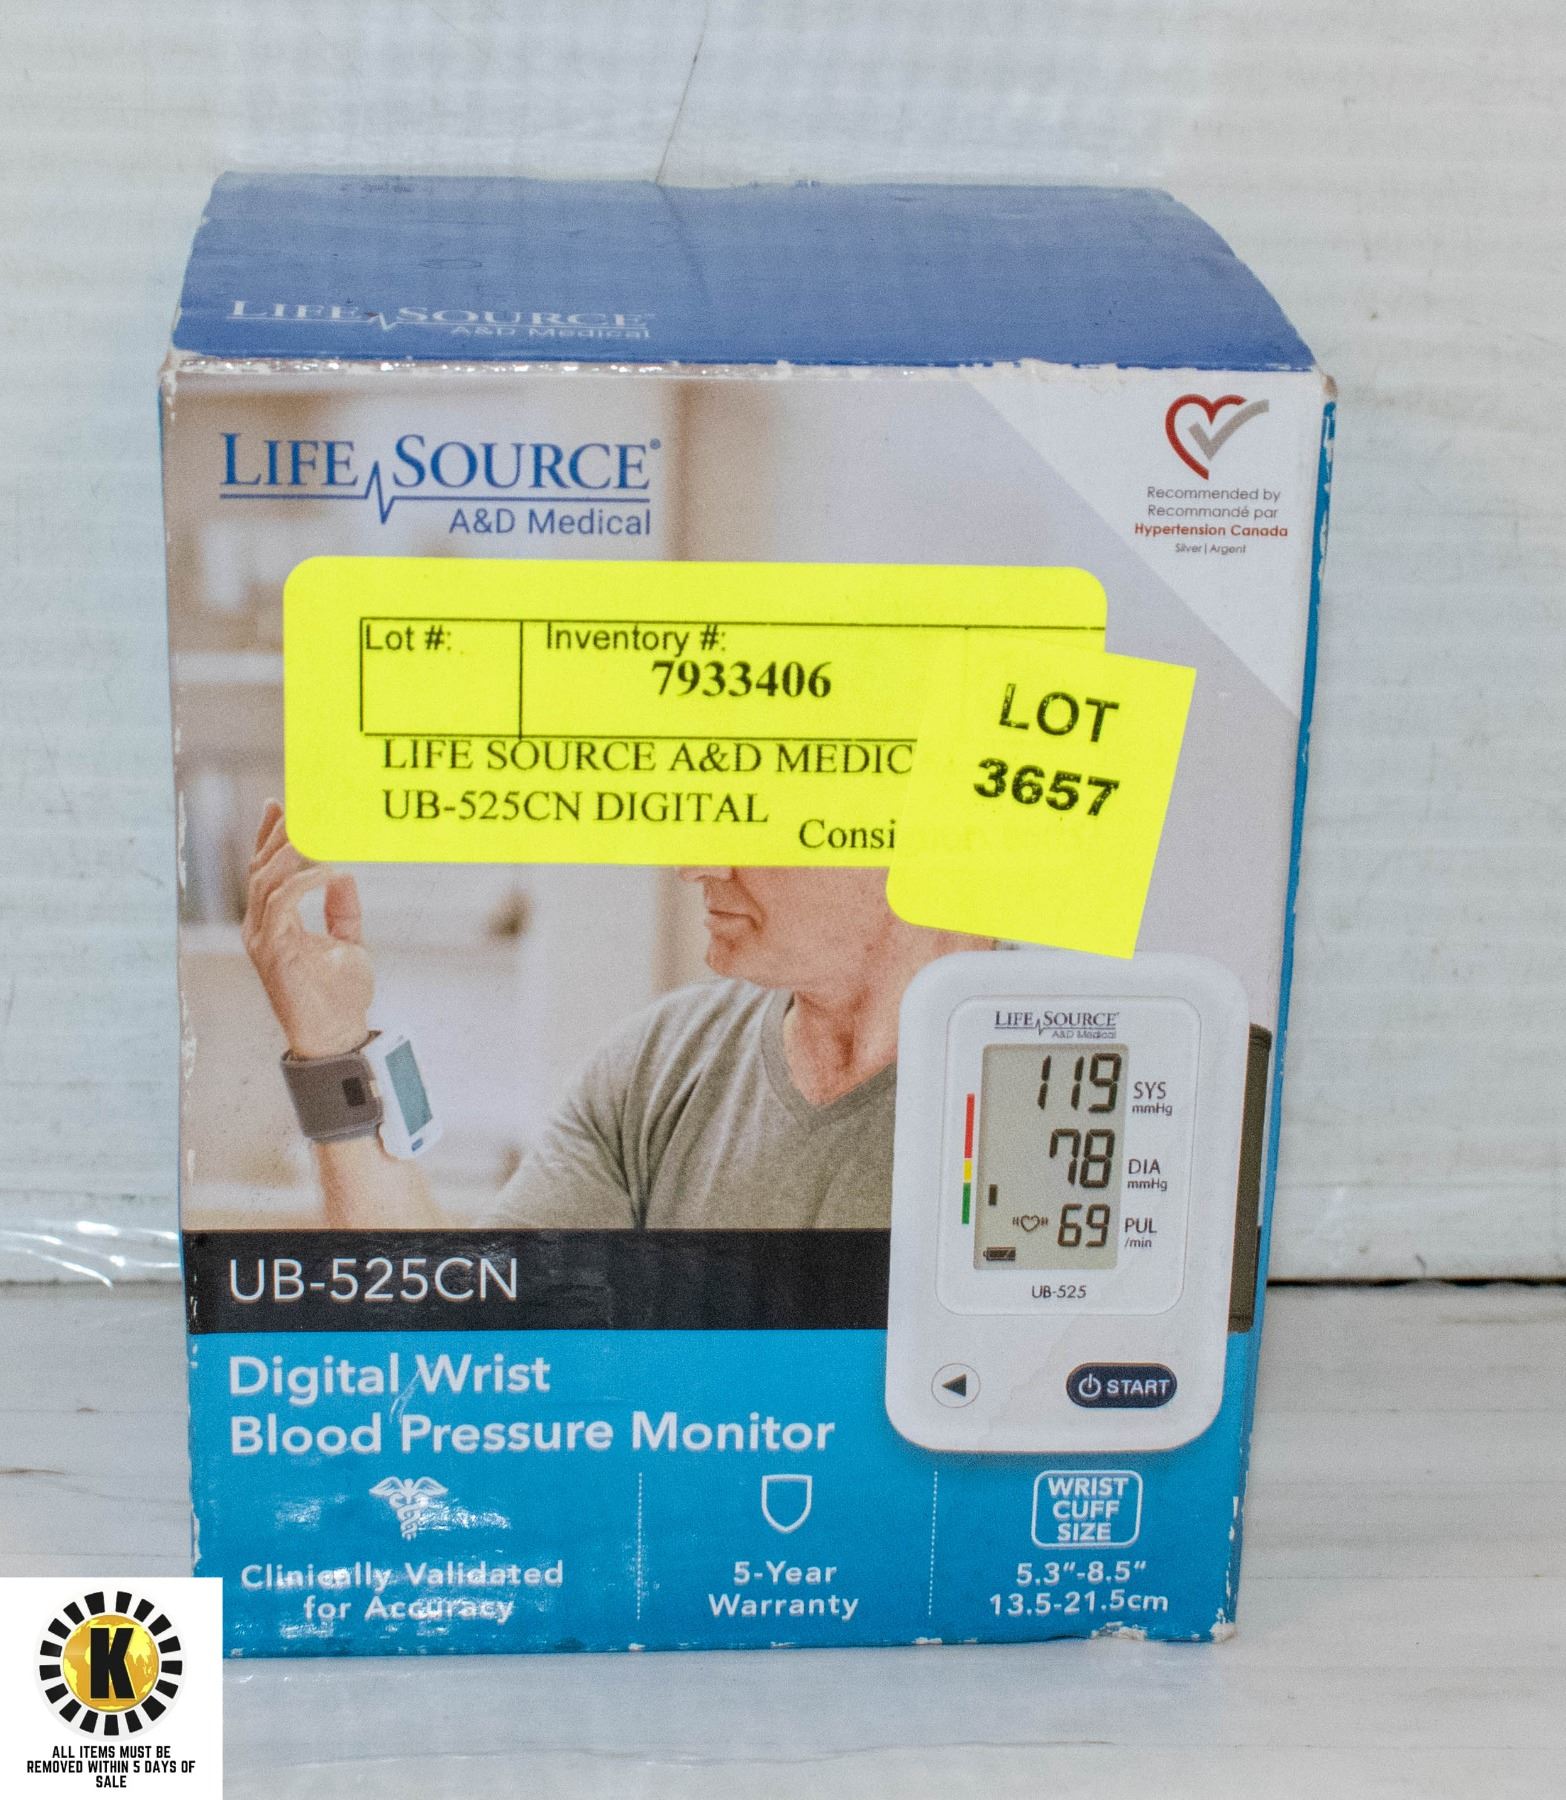 LIFE SOURCE
A&D Medical
LIFE SOURCE®
A&D Medical
Recommended by
Recommandé par
Hypertension Canada
Silver | Argent
Lot #:
Inventory #:
7933406
LIFE SOURCE A&D MEDIC
UB-525CN DIGITAL
Consi
LOT
3657
LIFE SOURCE
A&D Medical
119 SYS
mmHg
78 DIA
mmHg
69 PUL
/min
UB-525
START
UB-525CN
Digital Wrist
Blood Pressure Monitor
Clinically Validated
for Accuracy
5-Year
Warranty
WRIST
CUFF
SIZE
5.3"-8.5"
13.5-21.5cm
K
ALL ITEMS MUST BE
REMOVED WITHIN 5 DAYS OF
SALE